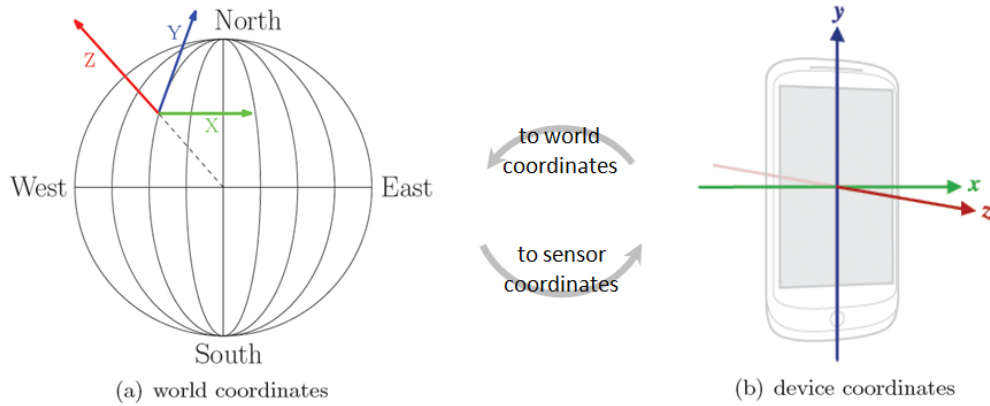 North
Y
Z
X
West
East
South
(a) world coordinates
to world
coordinates
to sensor
coordinates
y
x
z
(b) device coordinates